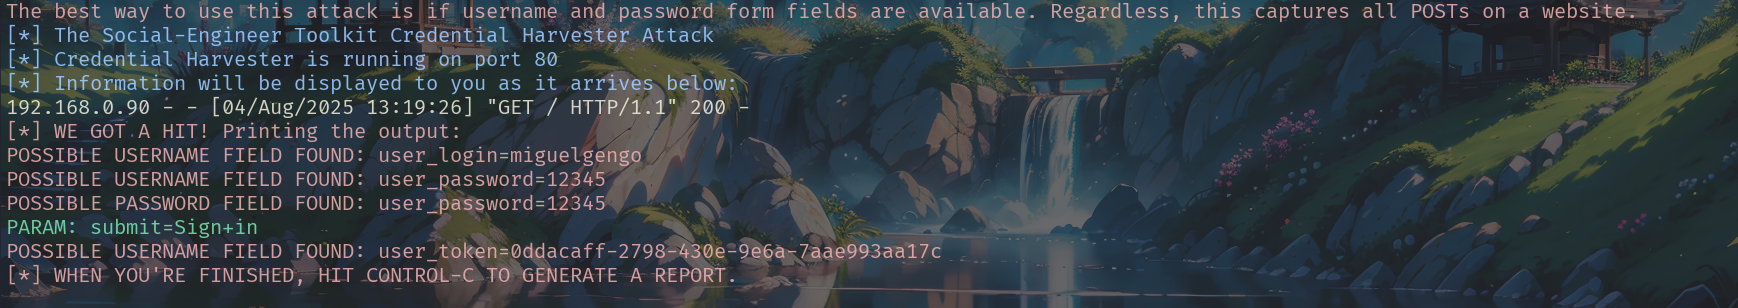 The best way to use this attack is if username and password form fields are available. Regardless, this captures all POSTs on a website.
[*] The Social-Engineer Toolkit Credential Harvester Attack
[*] Credential Harvester is running on port 80
[*] Information will be displayed to you as it arrives below:
192.168.0.90 - - [04/Aug/2025 13:19:26] "GET / HTTP/1.1" 200 -
[*] WE GOT A HIT! Printing the output:
POSSIBLE USERNAME FIELD FOUND: user_login=miguelgengo
POSSIBLE USERNAME FIELD FOUND: user_password=12345
POSSIBLE PASSWORD FIELD FOUND: user_password=12345
PARAM: submit=Sign+in
POSSIBLE USERNAME FIELD FOUND: user_token=0ddacaff-2798-430e-9e6a-7aae993aa17c
[*] WHEN YOU'RE FINISHED, HIT CONTROL-C TO GENERATE A REPORT.